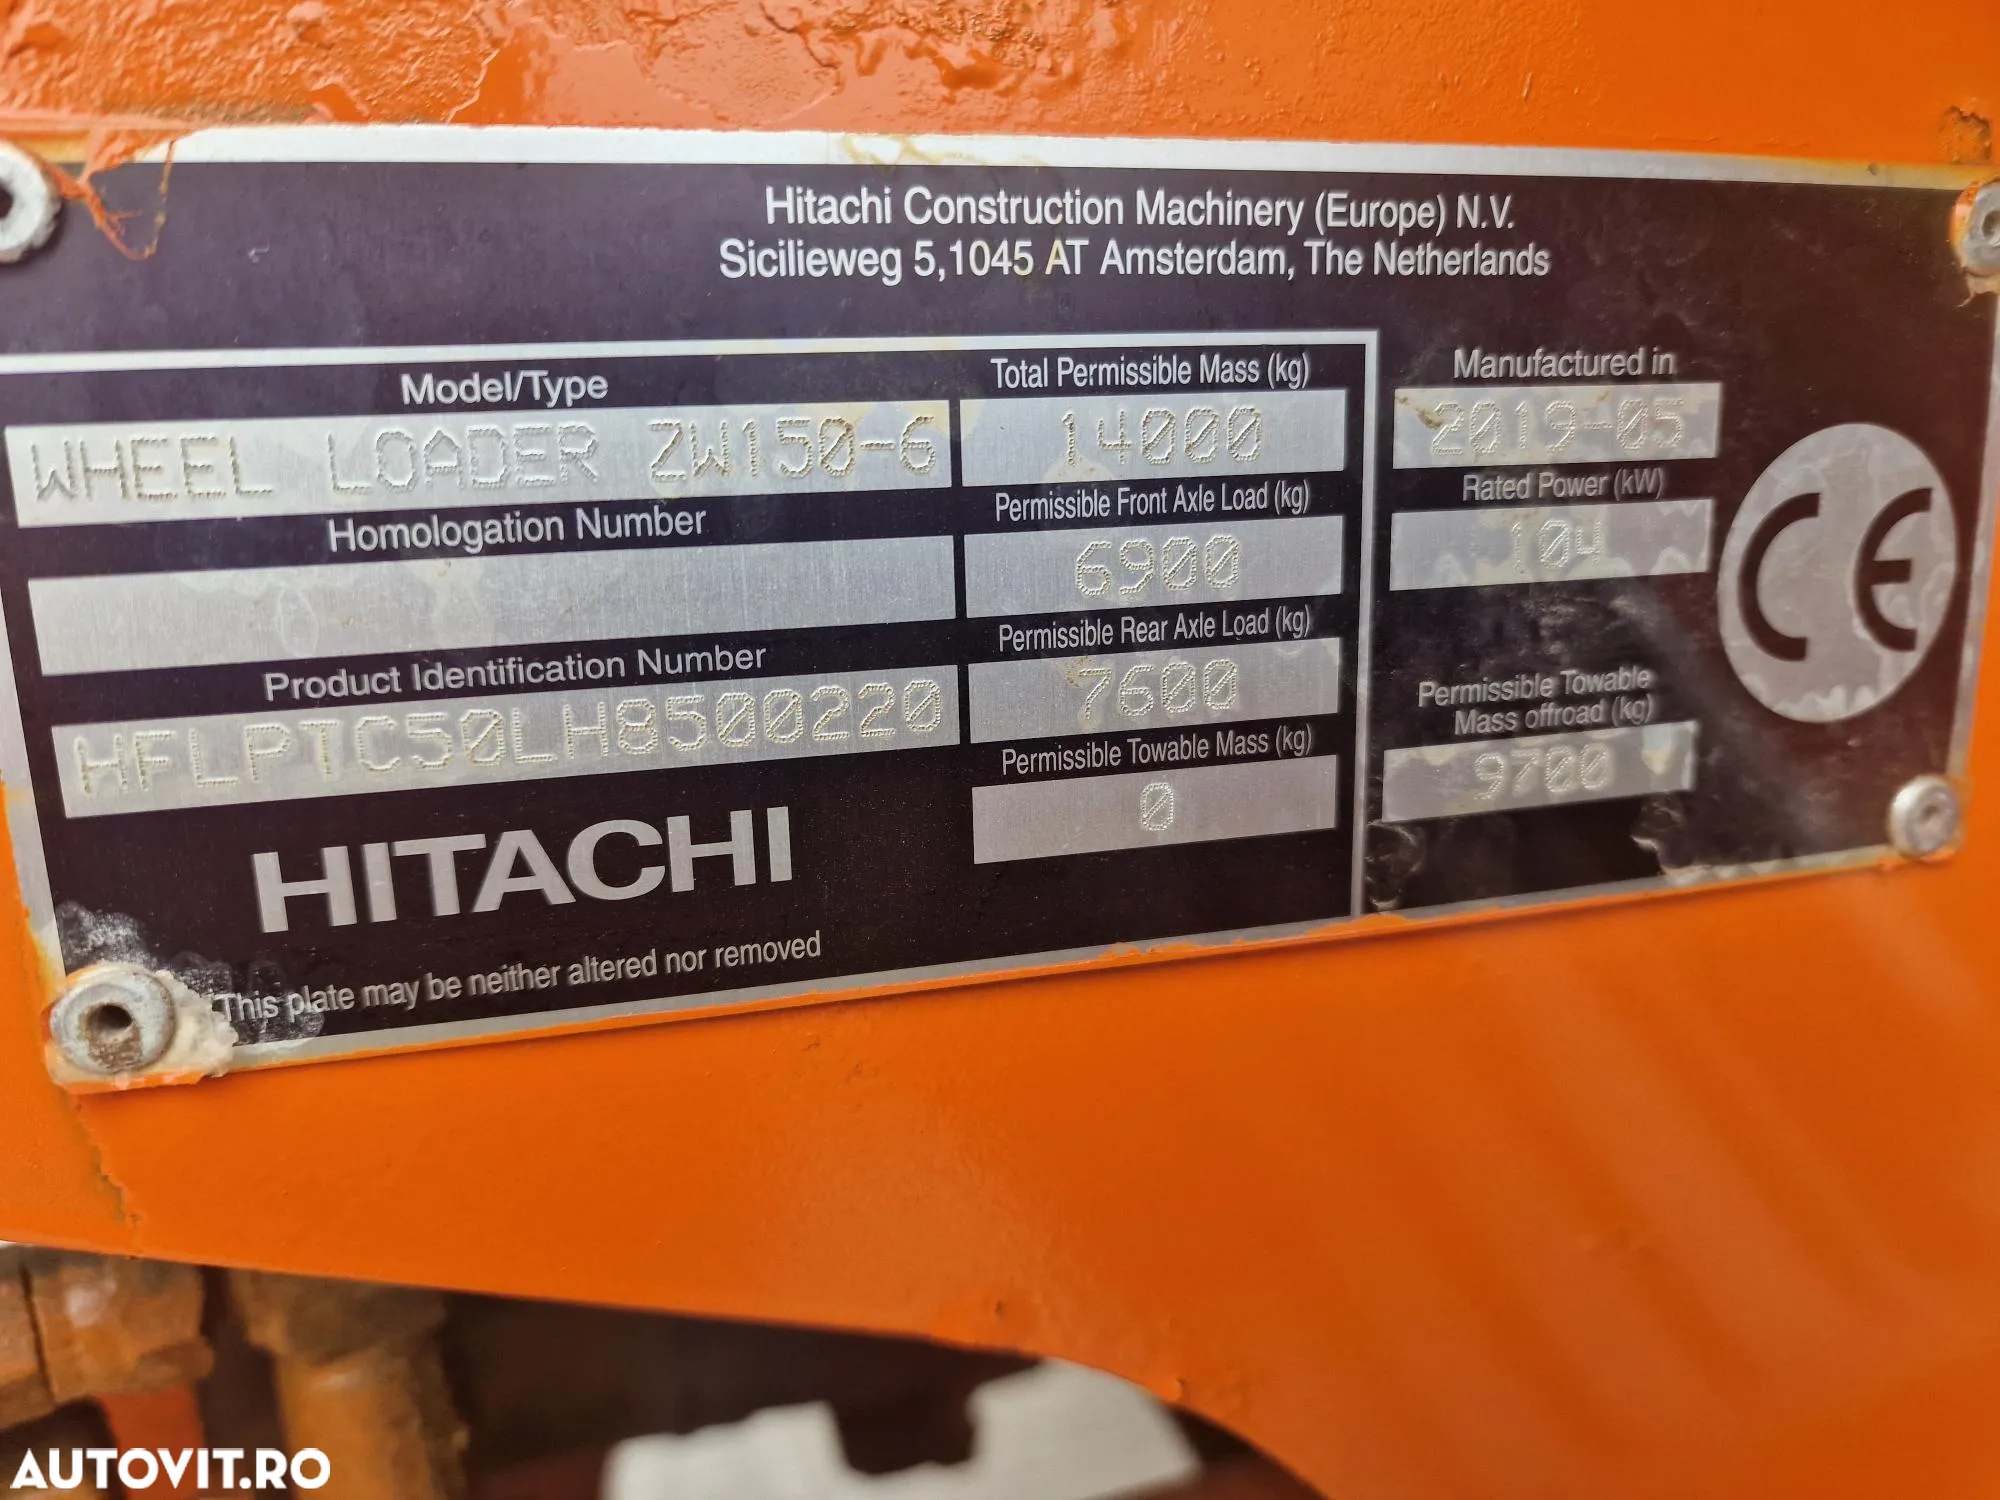 Hitachi Construction Machinery (Europe) N.V.
Sicilieweg 5,1045 AT Amsterdam, The Netherlands
Model/Type
WHEEL LOADER ZW150-6
Homologation Number
Product Identification Number
HFLPTC50LH8500220
HITACHI
This plate may be neither altered nor removed
Total Permissible Mass (kg)
14000
Permissible Front Axle Load (kg)
6900
Permissible Rear Axle Load (kg)
7600
Permissible Towable Mass (kg)
0
Manufactured in
2019-05
Rated Power (kW)
104
Permissible Towable
Mass offroad (kg)
9700
CE
AUTOVIT.RO